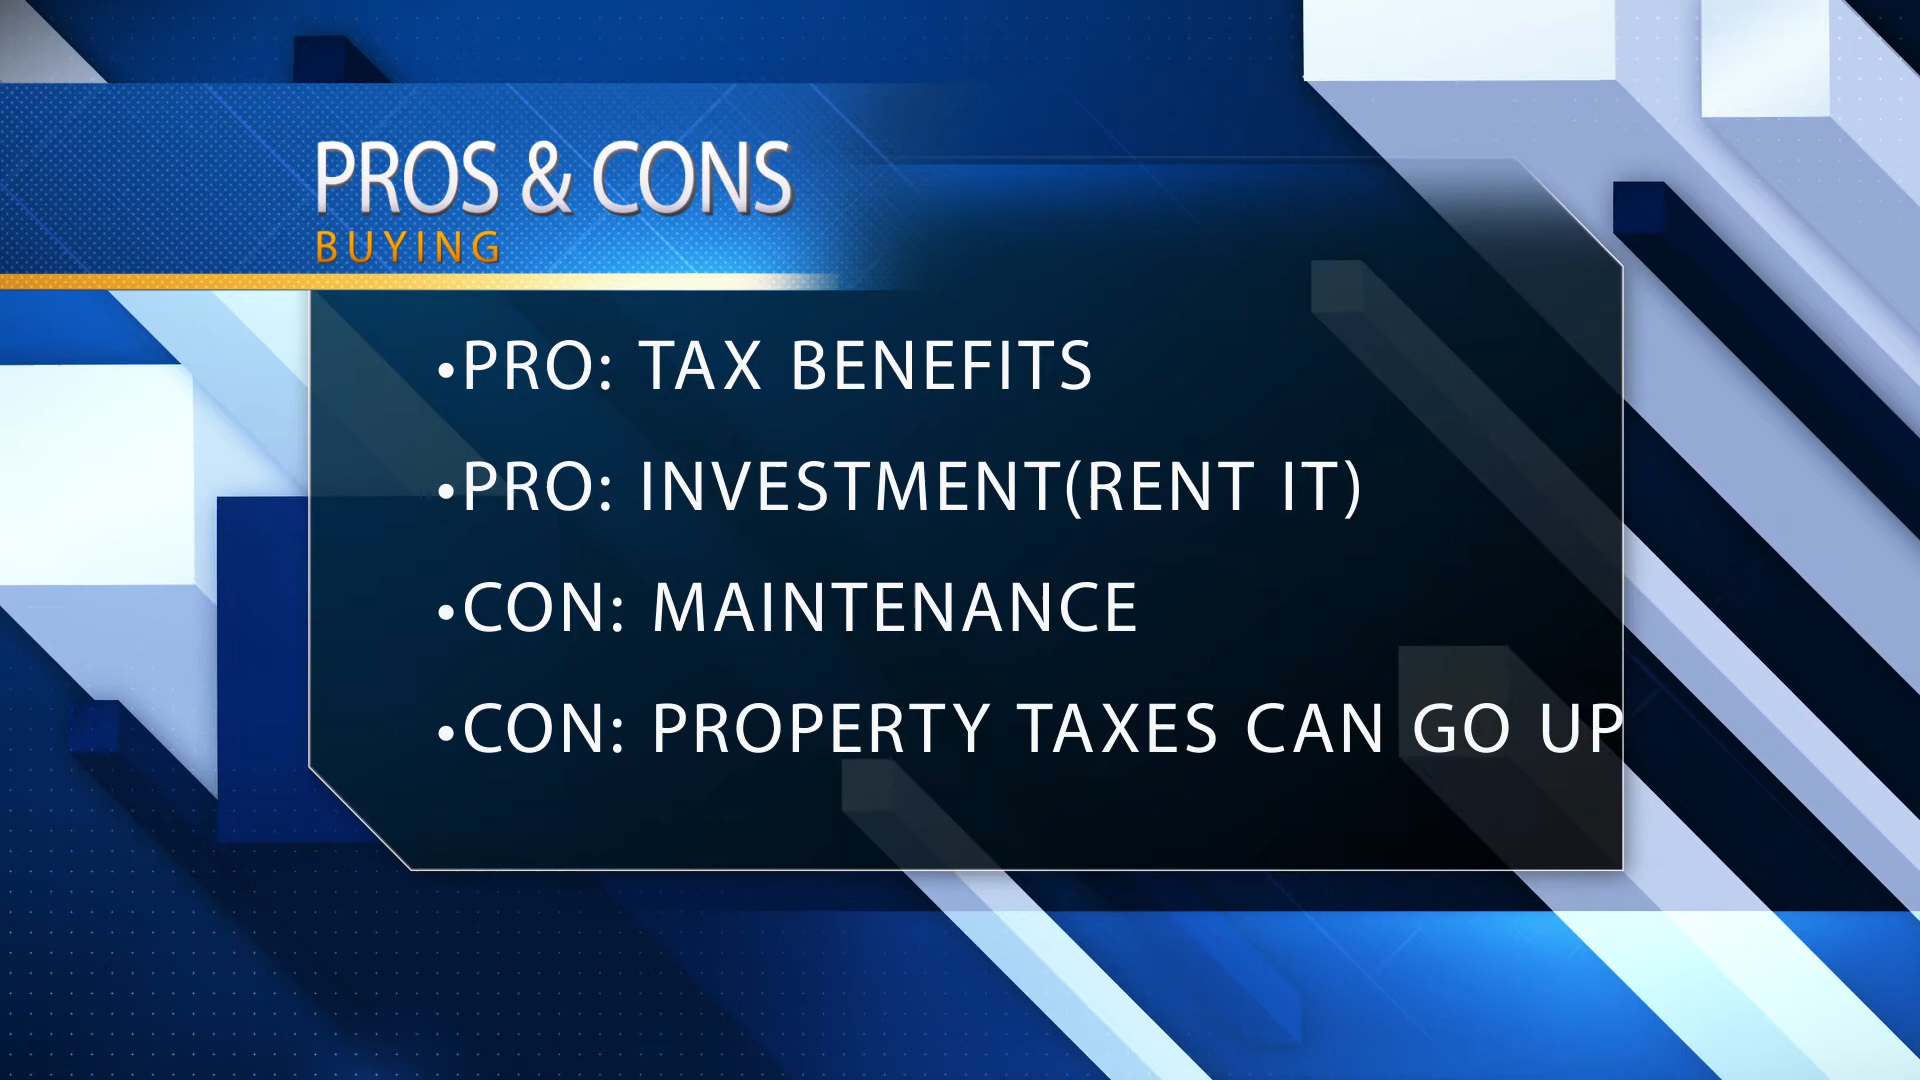 PROS & CONS
BUYING
•PRO: TAX BENEFITS
•PRO: INVESTMENT(RENT IT)
•CON: MAINTENANCE
•CON: PROPERTY TAXES CAN GO UP